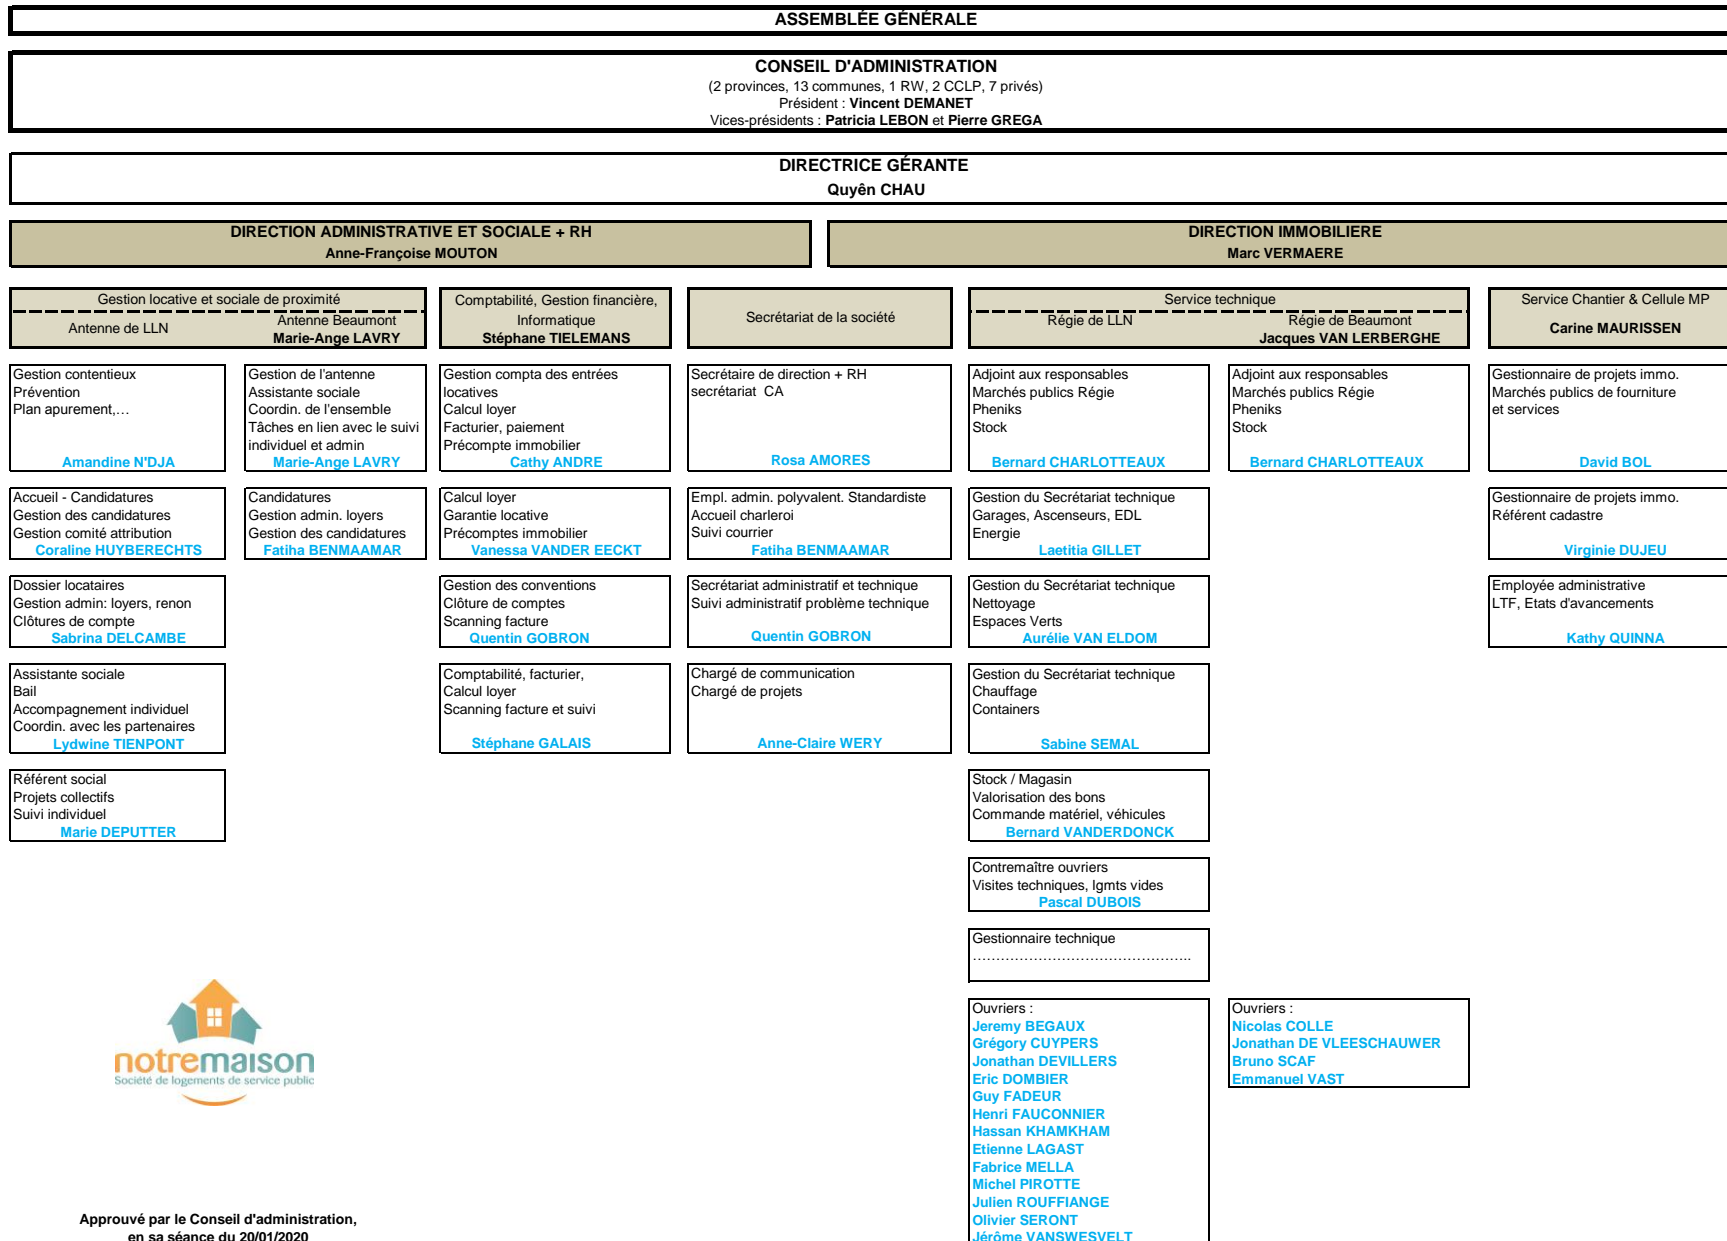 ASSEMBLÉE GÉNÉRALE
CONSEIL D'ADMINISTRATION
(2 provinces, 13 communes, 1 RW, 2 CCLP, 7 privés)
Président : Vincent DEMANET
Vices-présidents : Patricia LEBON et Pierre GREGA
DIRECTRICE GÉRANTE
Quyên CHAU
DIRECTION ADMINISTRATIVE ET SOCIALE + RH
Anne-Françoise MOUTON
DIRECTION IMMOBILIERE
Marc VERMAERE
Gestion locative et sociale de proximité
Antenne de LLN
Antenne Beaumont
Marie-Ange LAVRY
Comptabilité, Gestion financière,
Informatique
Stéphane TIELEMANS
Secrétariat de la société
Service technique
Régie de LLN
Régie de Beaumont
Jacques VAN LERBERGHE
Service Chantier & Cellule MP
Carine MAURISSEN
Gestion contentieux
Prévention
Plan apurement,…
Amandine N'DJA
Gestion de l'antenne
Assistante sociale
Coordin. de l'ensemble
Tâches en lien avec le suivi
individuel et admin
Marie-Ange LAVRY
Gestion compta des entrées
locatives
Calcul loyer
Facturier, paiement
Précompte immobilier
Cathy ANDRE
Secrétaire de direction + RH
secrétariat CA
Rosa AMORES
Adjoint aux responsables
Marchés publics Régie
Pheniks
Stock
Bernard CHARLOTTEAUX
Adjoint aux responsables
Marchés publics Régie
Pheniks
Stock
Bernard CHARLOTTEAUX
Gestionnaire de projets immo.
Marchés publics de fourniture
et services
David BOL
Accueil - Candidatures
Gestion des candidatures
Gestion comité attribution
Coraline HUYBERECHTS
Candidatures
Gestion admin. loyers
Gestion des candidatures
Fatiha BENMAAMAR
Calcul loyer
Garantie locative
Précomptes immobilier
Vanessa VANDER EECKT
Empl. admin. polyvalent. Standardiste
Accueil charleroi
Suivi courrier
Fatiha BENMAAMAR
Gestion du Secrétariat technique
Garages, Ascenseurs, EDL
Energie
Laetitia GILLET
Gestionnaire de projets immo.
Référent cadastre
Virginie DUJEU
Dossier locataires
Gestion admin: loyers, renon
Clôtures de compte
Sabrina DELCAMBE
Gestion des conventions
Clôture de comptes
Scanning facture
Quentin GOBRON
Secrétariat administratif et technique
Suivi administratif problème technique
Quentin GOBRON
Gestion du Secrétariat technique
Nettoyage
Espaces Verts
Aurélie VAN ELDOM
Employée administrative
LTF, Etats d'avancements
Kathy QUINNA
Assistante sociale
Bail
Accompagnement individuel
Coordin. avec les partenaires
Lydwine TIENPONT
Comptabilité, facturier,
Calcul loyer
Scanning facture et suivi
Stéphane GALAIS
Chargé de communication
Chargé de projets
Anne-Claire WERY
Gestion du Secrétariat technique
Chauffage
Containers
Sabine SEMAL
Référent social
Projets collectifs
Suivi individuel
Marie DEPUTTER
Stock / Magasin
Valorisation des bons
Commande matériel, véhicules
Bernard VANDERDONCK
Contremaître ouvriers
Visites techniques, lgmts vides
Pascal DUBOIS
Gestionnaire technique
………………………………………..
Ouvriers :
Jeremy BEGAUX
Grégory CUYPERS
Jonathan DEVILLERS
Eric DOMBIER
Guy FADEUR
Henri FAUCONNIER
Hassan KHAMKHAM
Etienne LAGAST
Fabrice MELLA
Michel PIROTTE
Julien ROUFFIANGE
Olivier SERONT
Jérôme VANSWESVELT
Ouvriers :
Nicolas COLLE
Jonathan DE VLEESCHAUWER
Bruno SCAF
Emmanuel VAST
notremaison
Société de logements de service public
Approuvé par le Conseil d'administration,
en sa séance du 20/01/2020